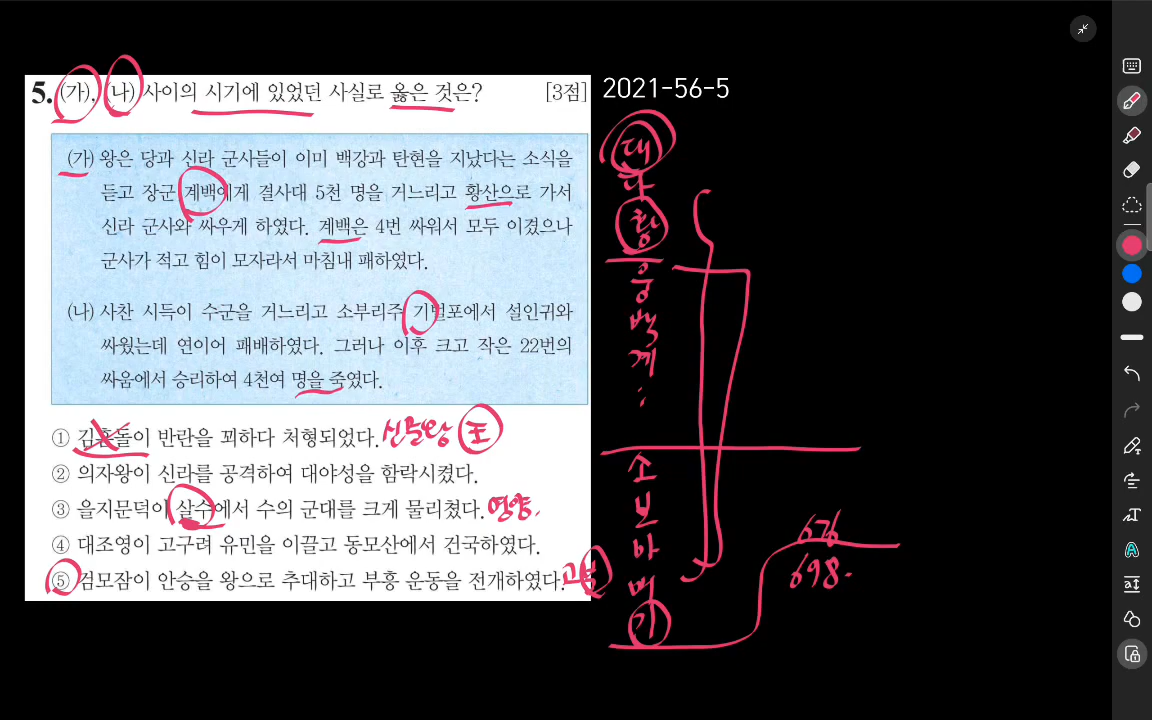 5. (가), (나) 사이의 시기에 있었던 사실로 옳은 것은? [3점]
2021-56-5
(가) 왕은 당과 신라 군사들이 이미 백강과 탄현을 지났다는 소식을
듣고 장군 계백에게 결사대 5천 명을 거느리고 황산으로 가서
신라 군사와 싸우게 하였다. 계백은 4번 싸워서 모두 이겼으나
군사가 적고 힘이 모자라서 마침내 패하였다.
(나) 사찬 시득이 수군을 거느리고 소부리주 기벌포에서 설인귀와
싸웠는데 연이어 패배하였다. 그러나 이후 크고 작은 22번의
싸움에서 승리하여 4천여 명을 죽였다.
① 김흠돌이 반란을 꾀하다 처형되었다. 신문왕
② 의자왕이 신라를 공격하여 대야성을 함락시켰다.
③ 을지문덕이 살수에서 수의 군대를 크게 물리쳤다. 영양.
④ 대조영이 고구려 유민을 이끌고 동모산에서 건국하였다.
⑤ 검모잠이 안승을 왕으로 추대하고 부흥 운동을 전개하였다. 고부
대
나
황
웅
백
계
소
아
매
기
676
698.